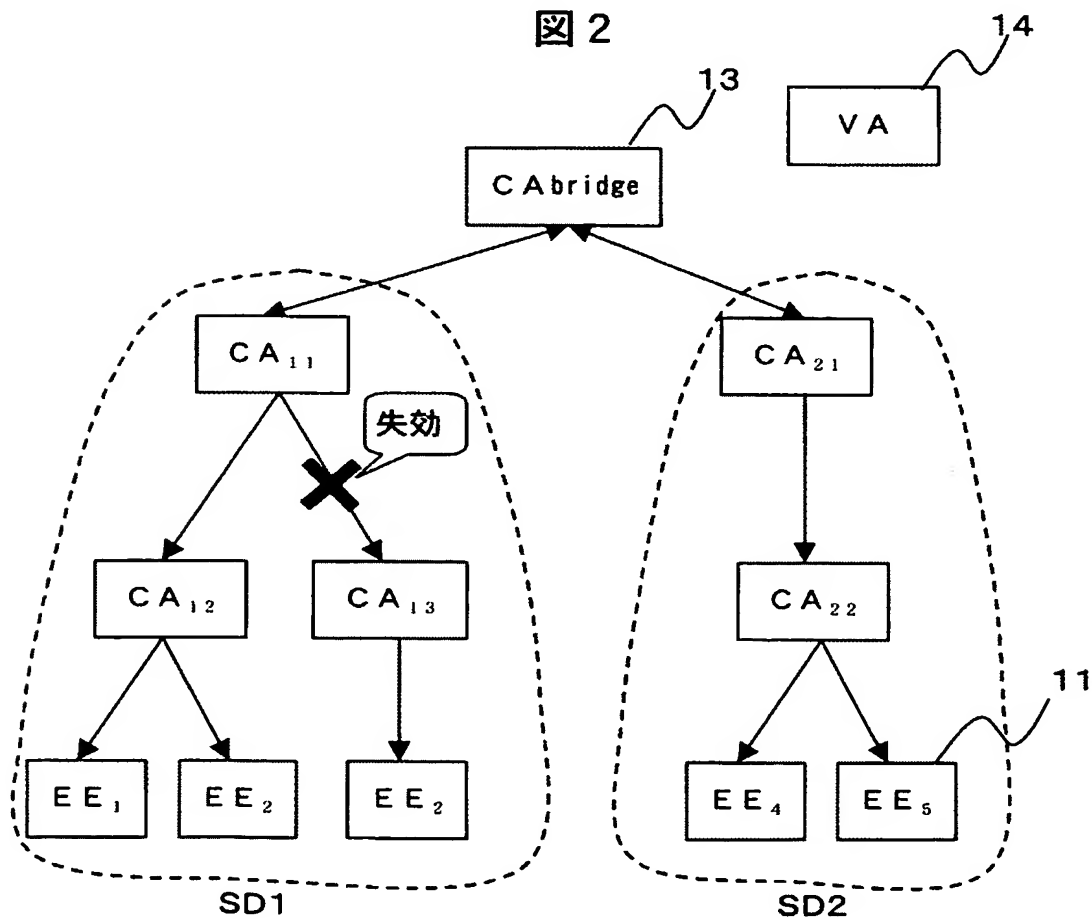 図2
14
13
VA
CAbridge
CA₁₁
CA₂₁
失効
CA₁₂
CA₁₃
CA₂₂
11
EE₁
EE₂
EE₂
EE₄
EE₅
SD1
SD2